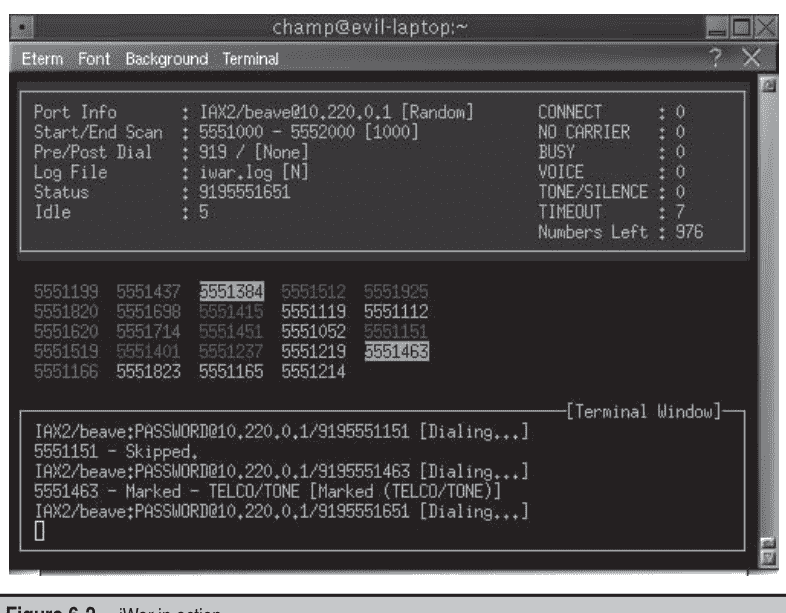 champ@evil-laptop:~
Eterm Font Background Terminal ?
Port Info : IAX2/beave@10.220.0.1 [Random] CONNECT : 0
Start/End Scan : 5551000 - 5552000 [1000] NO CARRIER : 0
Pre/Post Dial : 919 / [None] BUSY : 0
Log File : iwar.log [N] VOICE : 0
Status : 9195551651 TONE/SILENCE : 0
Idle : 5 TIMEOUT : 7
Numbers Left : 976
5551199 5551437 5551384 5551512 5551925
5551820 5551698 5551415 5551119 5551112
5551620 5551714 5551451 5551052 5551151
5551519 5551401 5551237 5551219 5551463
5551166 5551823 5551165 5551214
[Terminal Window]
IAX2/beave:PASSWORD@10.220.0.1/9195551151 [Dialing...]
5551151 - Skipped.
IAX2/beave:PASSWORD@10.220.0.1/9195551463 [Dialing...]
5551463 - Marked - TELCO/TONE [Marked (TELCO/TONE)]
IAX2/beave:PASSWORD@10.220.0.1/9195551651 [Dialing...]